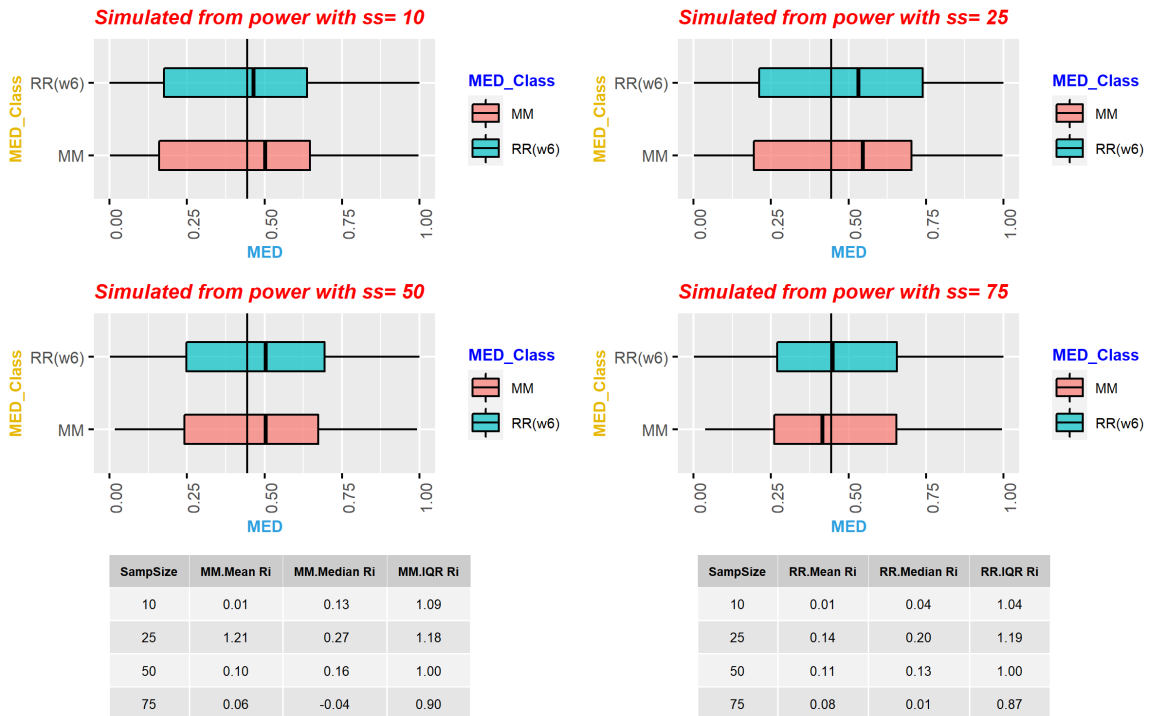 Simulated from power with ss= 10
MED_Class
RR(w6)
MM
0.00 0.25 0.50 0.75 1.00
MED
MED_Class
MM
RR(w6)
Simulated from power with ss= 25
MED_Class
RR(w6)
MM
0.00 0.25 0.50 0.75 1.00
MED
MED_Class
MM
RR(w6)
Simulated from power with ss= 50
MED_Class
RR(w6)
MM
0.00 0.25 0.50 0.75 1.00
MED
MED_Class
MM
RR(w6)
Simulated from power with ss= 75
MED_Class
RR(w6)
MM
0.00 0.25 0.50 0.75 1.00
MED
MED_Class
MM
RR(w6)
SampSize MM.Mean Ri MM.Median Ri MM.IQR Ri
10 0.01 0.13 1.09
25 1.21 0.27 1.18
50 0.10 0.16 1.00
75 0.06 -0.04 0.90
SampSize RR.Mean Ri RR.Median Ri RR.IQR Ri
10 0.01 0.04 1.04
25 0.14 0.20 1.19
50 0.11 0.13 1.00
75 0.08 0.01 0.87